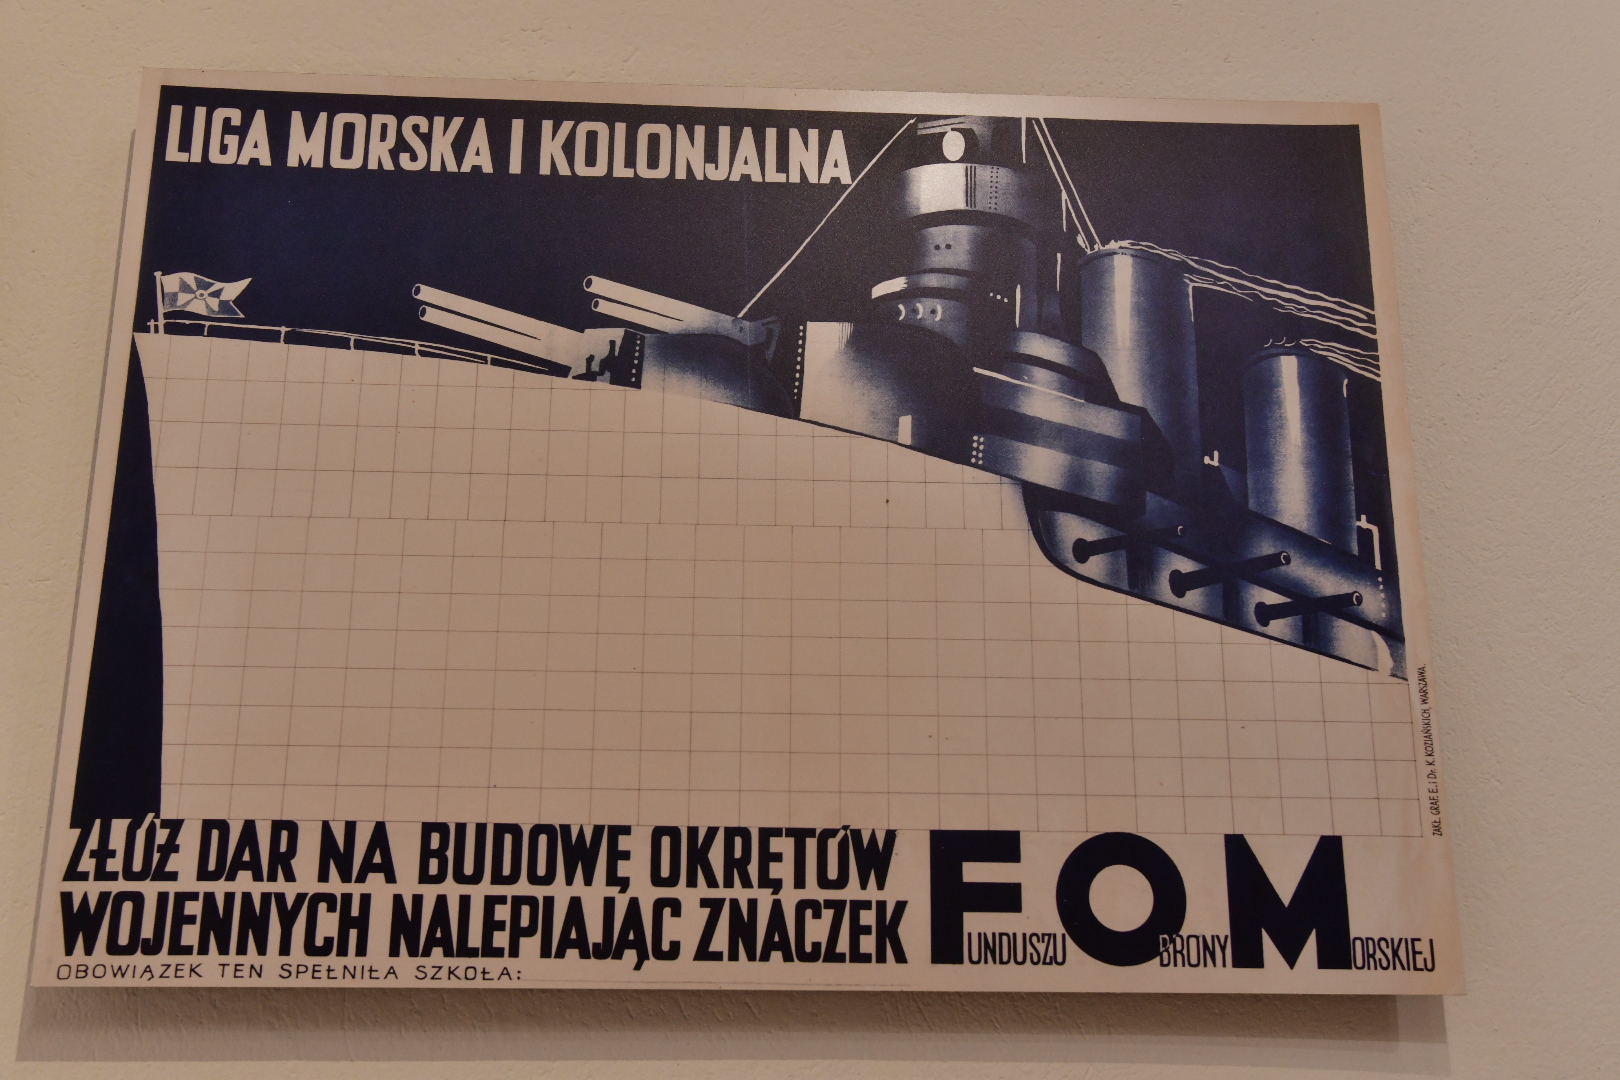 LIGA MORSKA I KOLONJALNA
ZŁÓŻ DAR NA BUDOWĘ OKRĘTÓW
WOJENNYCH NALEPIAJĄC ZNACZEK
FUNDUSZU OBRONY MORSKIEJ
OBOWIĄZEK TEN SPEŁNIŁA SZKOŁA:
ZAKŁ. GRAF. E. i Dr. K. KOZIAŃSKICH, WARSZAWA.